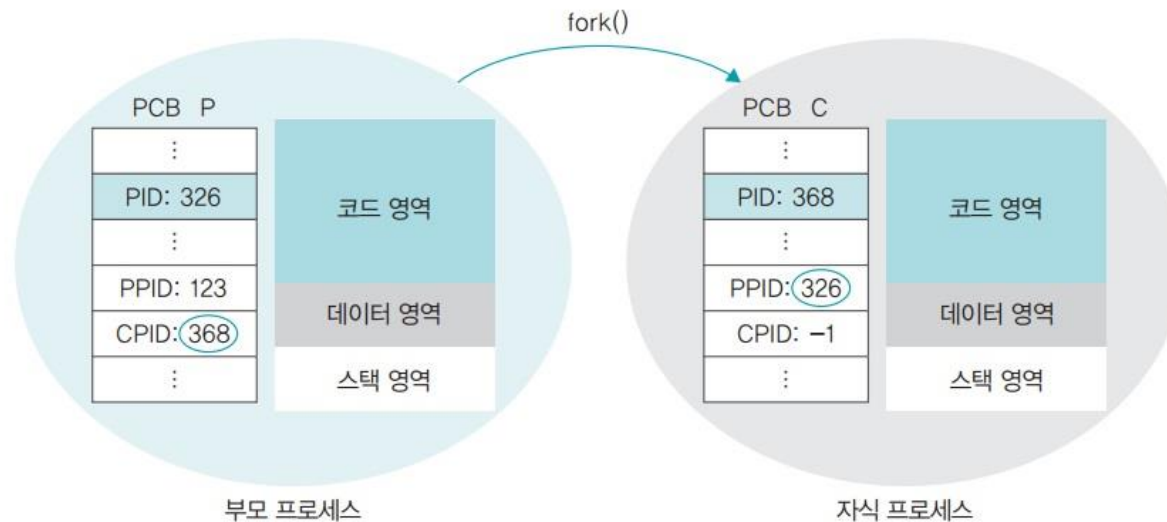 fork()
PCB P
⋮
PID: 326
⋮
PPID: 123
CPID: 368
⋮
코드 영역
데이터 영역
스택 영역
부모 프로세스
PCB C
⋮
PID: 368
⋮
PPID: 326
CPID: –1
⋮
코드 영역
데이터 영역
스택 영역
자식 프로세스